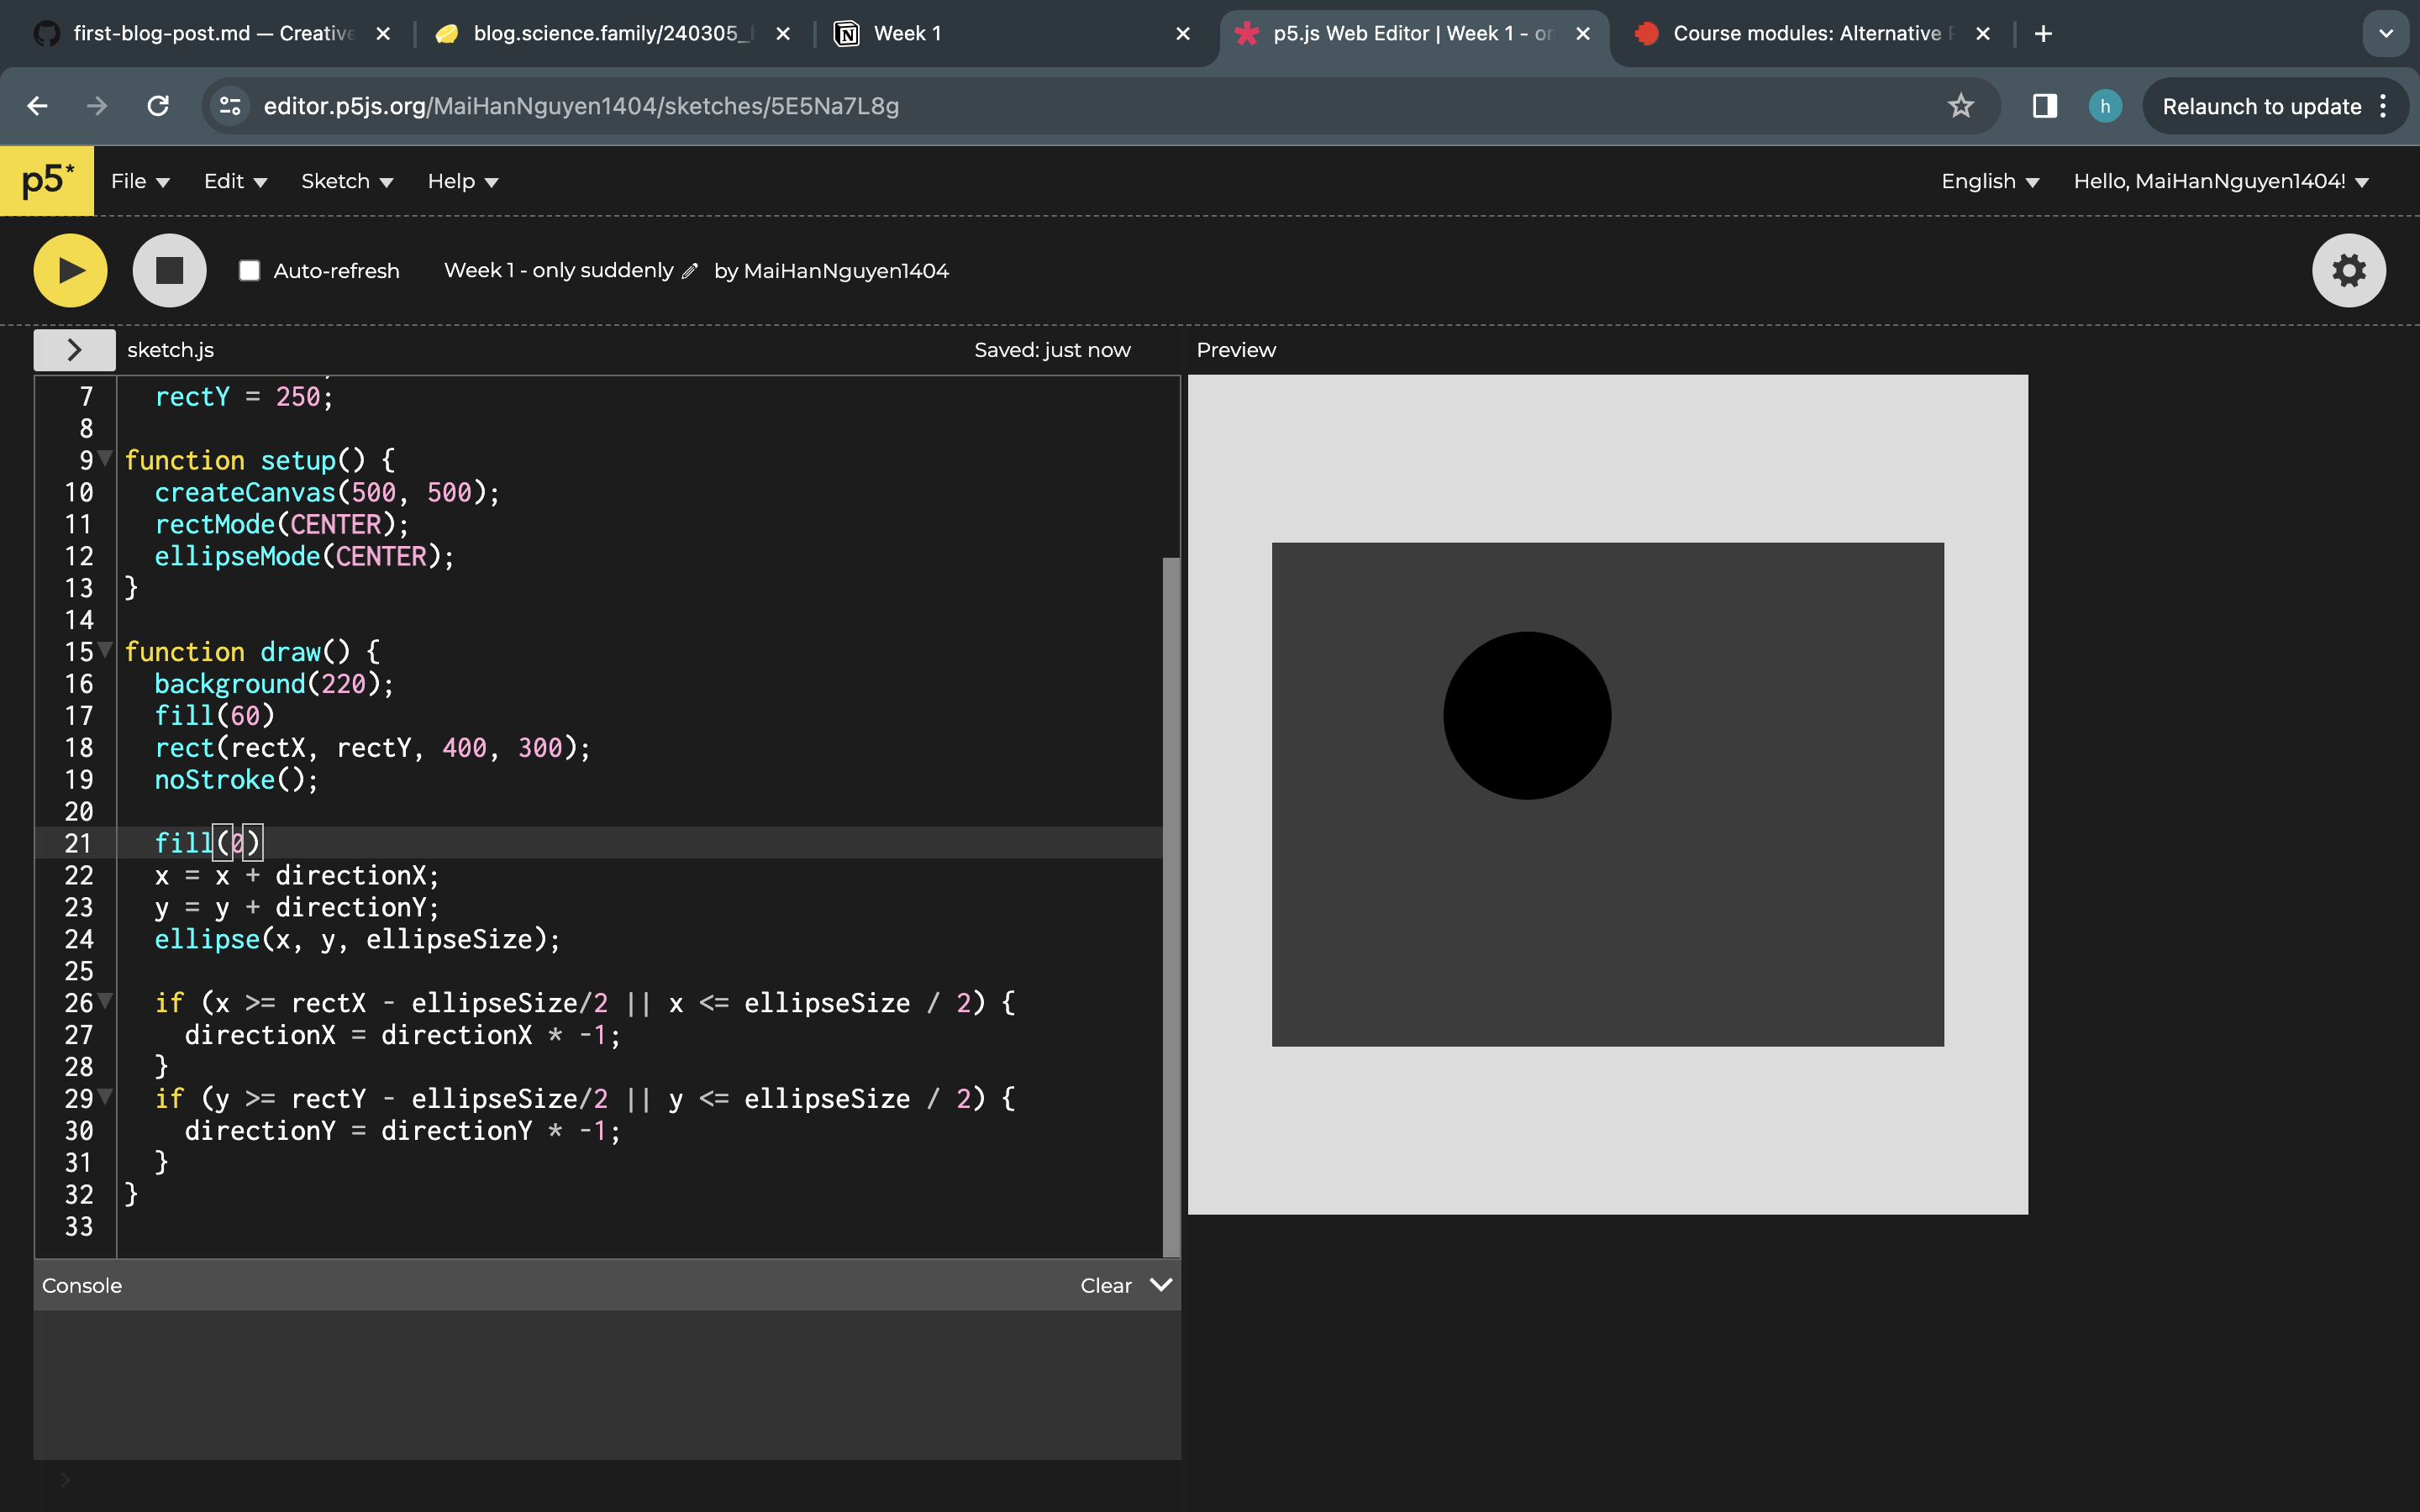 first-blog-post.md — Creative
blog.science.family/240305_
Week 1
p5.js Web Editor | Week 1 - on
Course modules: Alternative
editor.p5js.org/MaiHanNguyen1404/sketches/5E5Na7L8g
h
Relaunch to update
p5*
File
Edit
Sketch
Help
English
Hello, MaiHanNguyen1404!
Auto-refresh
Week 1 - only suddenly
by MaiHanNguyen1404
sketch.js
Saved: just now
Preview
7 rectY = 250;
8
9 function setup() {
10 createCanvas(500, 500);
11 rectMode(CENTER);
12 ellipseMode(CENTER);
13 }
14
15 function draw() {
16 background(220);
17 fill(60)
18 rect(rectX, rectY, 400, 300);
19 noStroke();
20
21 fill(0)
22 x = x + directionX;
23 y = y + directionY;
24 ellipse(x, y, ellipseSize);
25
26 if (x >= rectX - ellipseSize/2 || x <= ellipseSize / 2) {
27 directionX = directionX * -1;
28 }
29 if (y >= rectY - ellipseSize/2 || y <= ellipseSize / 2) {
30 directionY = directionY * -1;
31 }
32 }
33
Console
Clear